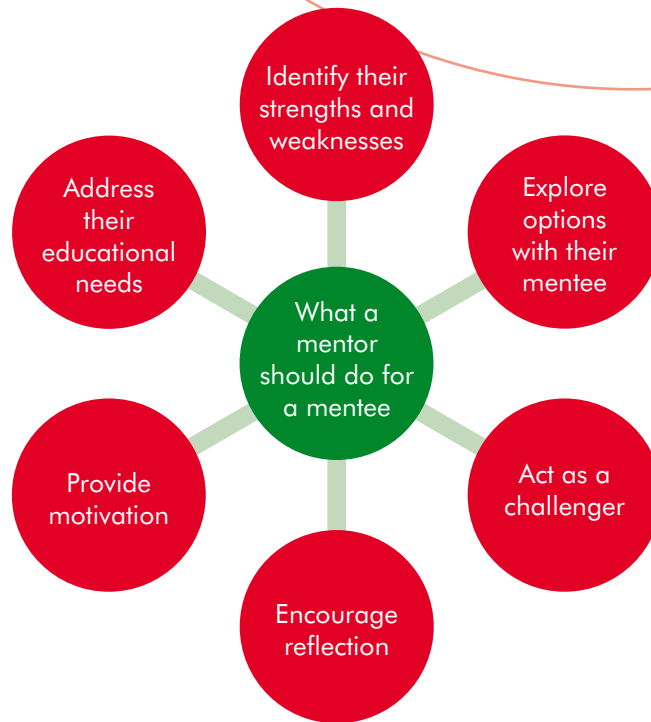 Identify their
strengths and
weaknesses
Address
their
educational
needs
Explore
options
with their
mentee
What a
mentor
should do for
a mentee
Provide
motivation
Act as a
challenger
Encourage
reflection